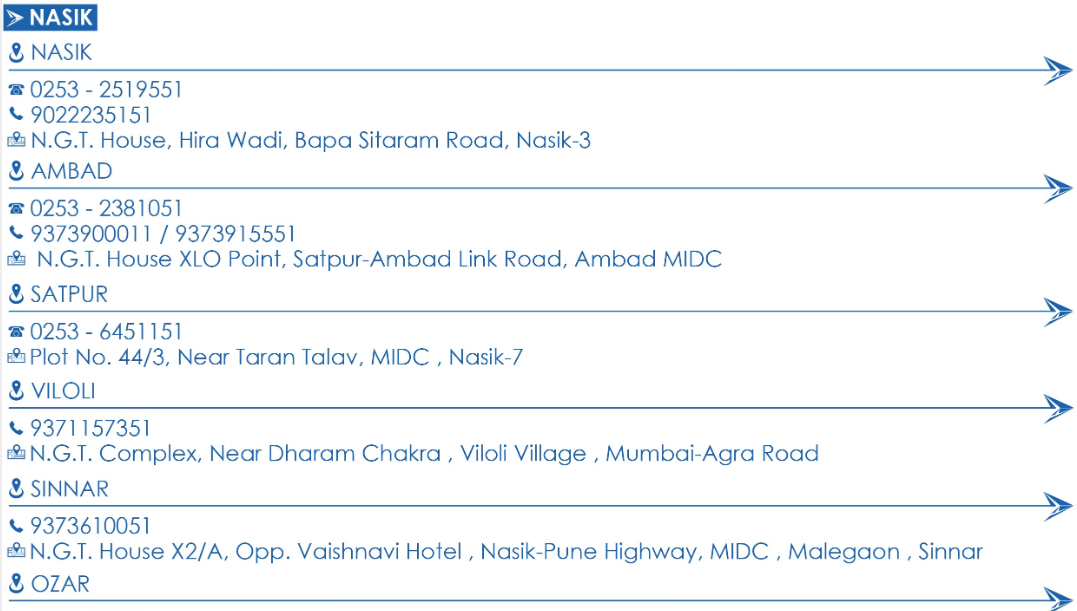 NASIK
NASIK
0253 - 2519551
9022235151
N.G.T. House, Hira Wadi, Bapa Sitaram Road, Nasik-3
AMBAD
0253 - 2381051
9373900011 / 9373915551
N.G.T. House XLO Point, Satpur-Ambad Link Road, Ambad MIDC
SATPUR
0253 - 6451151
Plot No. 44/3, Near Taran Talav, MIDC , Nasik-7
VILOLI
9371157351
N.G.T. Complex, Near Dharam Chakra , Viloli Village , Mumbai-Agra Road
SINNAR
9373610051
N.G.T. House X2/A, Opp. Vaishnavi Hotel , Nasik-Pune Highway, MIDC , Malegaon , Sinnar
OZAR